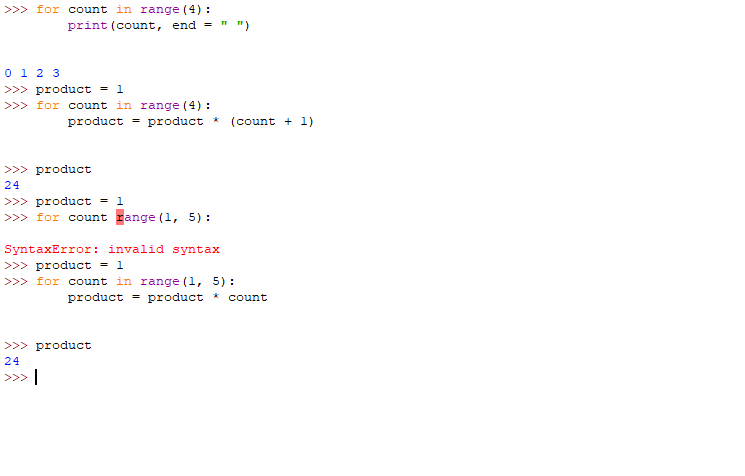 >>> for count in range(4):
        print(count, end = " ")
0 1 2 3
>>> product = 1
>>> for count in range(4):
        product = product * (count + 1)
>>> product
24
>>> product = 1
>>> for count range(1, 5):
SyntaxError: invalid syntax
>>> product = 1
>>> for count in range(1, 5):
        product = product * count
>>> product
24
>>>